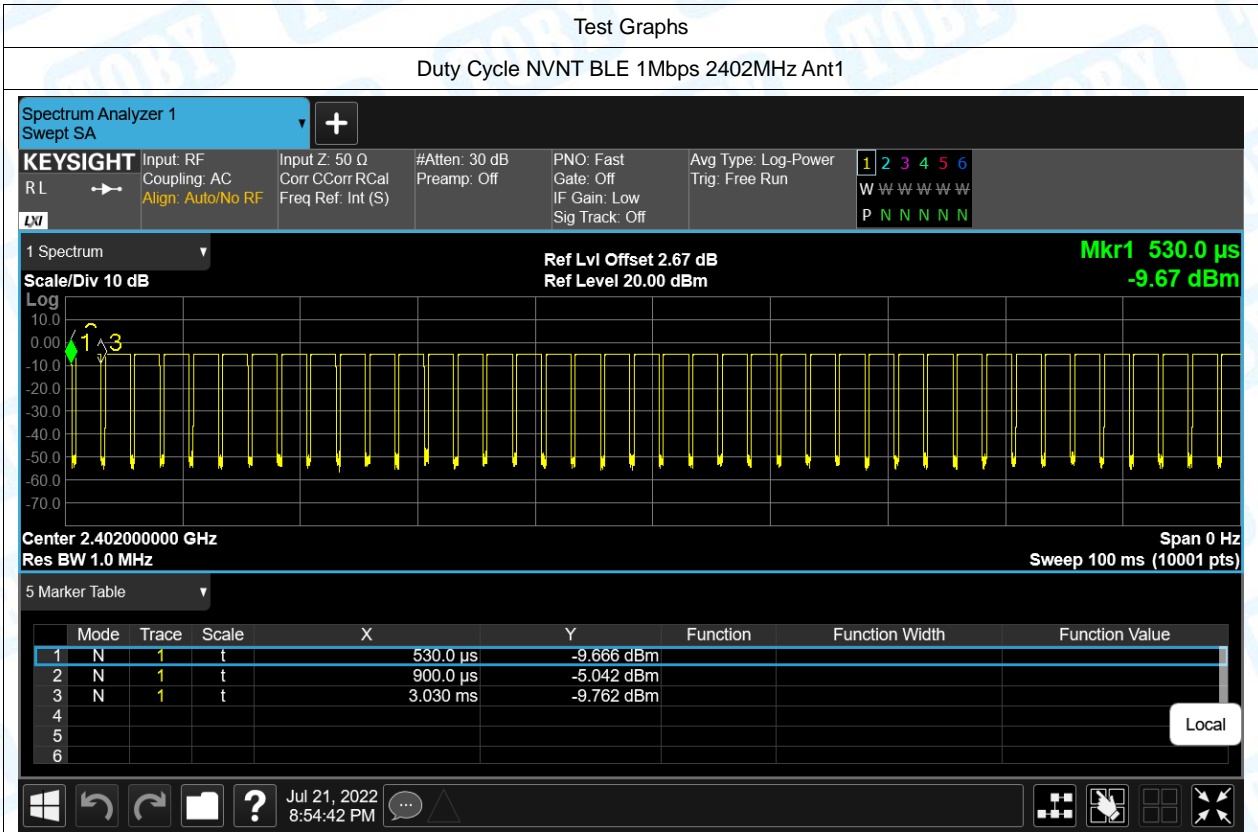 Test Graphs
Duty Cycle NVNT BLE 1Mbps 2402MHz Ant1
Spectrum Analyzer 1
Swept SA
KEYSIGHT
RL
LXI
Input: RF
Coupling: AC
Align: Auto/No RF
Input Z: 50 Ω
Corr CCorr RCal
Freq Ref: Int (S)
#Atten: 30 dB
Preamp: Off
PNO: Fast
Gate: Off
IF Gain: Low
Sig Track: Off
Avg Type: Log-Power
Trig: Free Run
1 2 3 4 5 6
W W W W W W
P N N N N N
1 Spectrum
Scale/Div 10 dB
Ref Lvl Offset 2.67 dB
Ref Level 20.00 dBm
Mkr1 530.0 µs
-9.67 dBm
Log
10.0
0.00
-10.0
-20.0
-30.0
-40.0
-50.0
-60.0
-70.0
1 3
Center 2.402000000 GHz
Res BW 1.0 MHz
Span 0 Hz
Sweep 100 ms (10001 pts)
5 Marker Table
Mode Trace Scale X Y Function Function Width Function Value
1 N 1 t 530.0 µs -9.666 dBm
2 N 1 t 900.0 µs -5.042 dBm
3 N 1 t 3.030 ms -9.762 dBm
4
5
6
Local
?
Jul 21, 2022
8:54:42 PM
TOBY